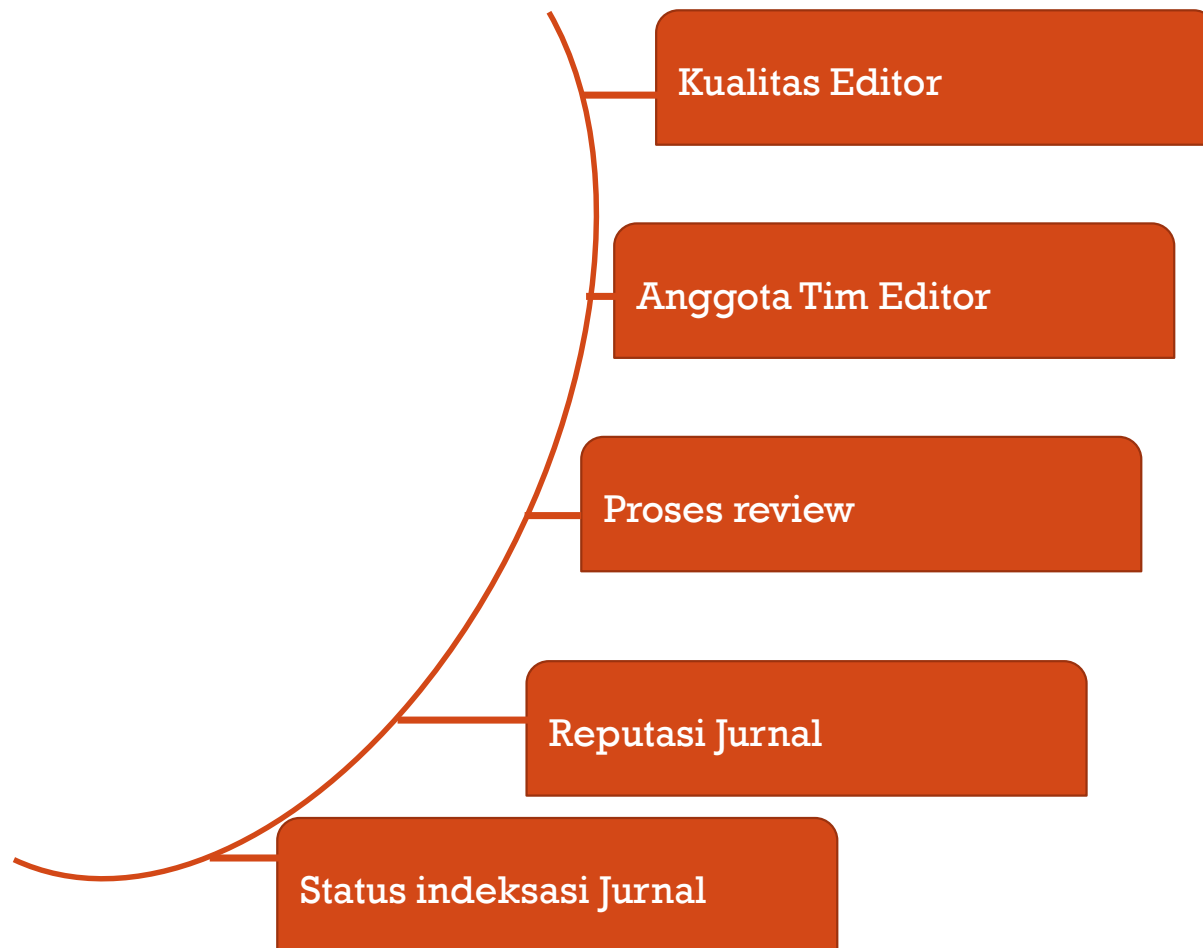 Kualitas Editor
Anggota Tim Editor
Proses review
Reputasi Jurnal
Status indeksasi Jurnal